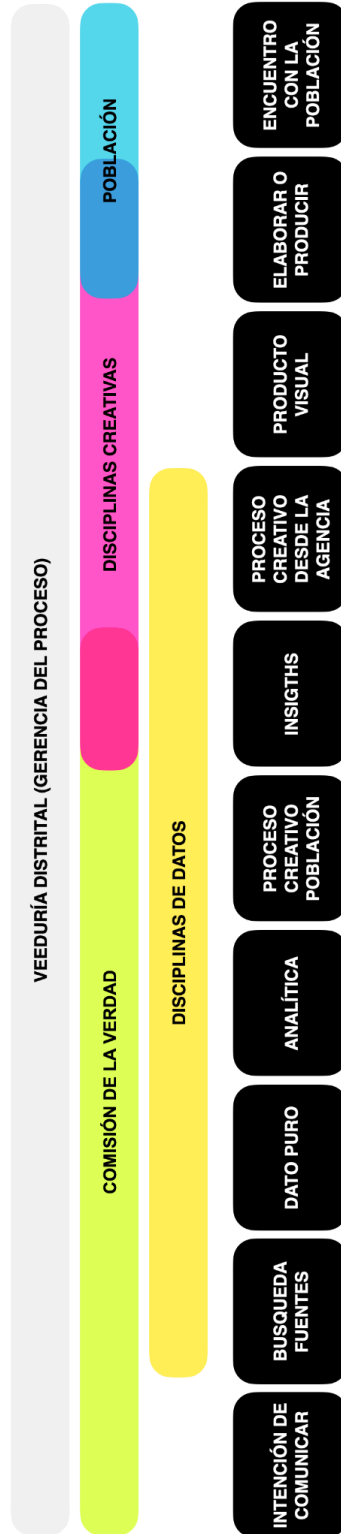 VEEDURÍA DISTRITAL (GERENCIA DEL PROCESO)
COMISIÓN DE LA VERDAD
DISCIPLINAS CREATIVAS
POBLACIÓN
DISCIPLINAS DE DATOS
INTENCIÓN DE
COMUNICAR
BUSQUEDA
FUENTES
DATO PURO
ANALÍTICA
PROCESO
CREATIVO
POBLACIÓN
INSIGTHS
PROCESO
CREATIVO
DESDE LA
AGENCIA
PRODUCTO
VISUAL
ELABORAR O
PRODUCIR
ENCUENTRO
CON LA
POBLACIÓN